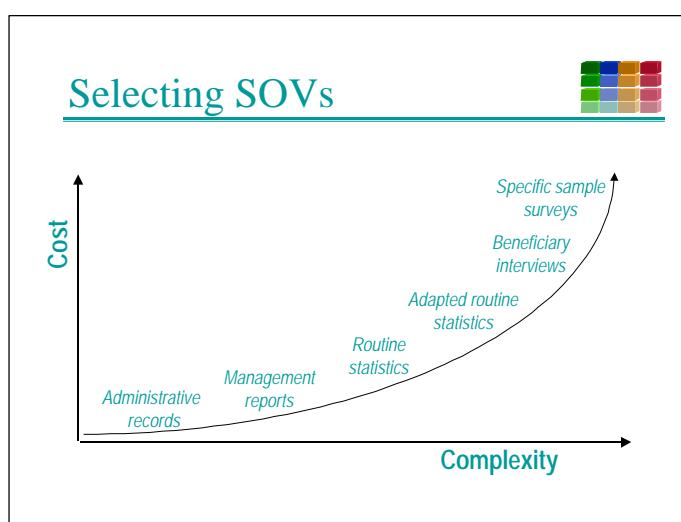 Selecting SOVs
Cost
Specific sample
surveys
Beneficiary
interviews
Adapted routine
statistics
Routine
statistics
Management
reports
Administrative
records
Complexity